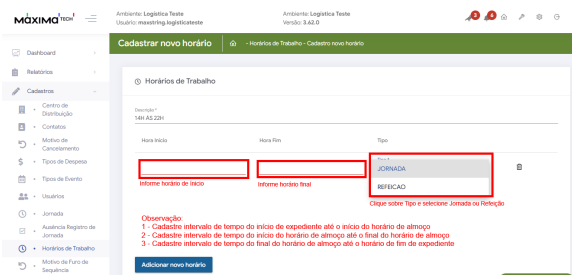 MÁXIMA TECH
Ambiente: Logística Teste
Usuário: maxstring.logisticateste
Ambiente: Logística Teste
Versão: 3.62.0
Cadastrar novo horário
- Horários de Trabalho - Cadastro novo horário
Dashboard
Relatórios
Cadastros
Centro de
Distribuição
Contatos
Motivo de
Cancelamento
Tipos de Despesa
Tipos de Evento
Usuários
Jornada
Ausência Registro de
Jornada
Horários de Trabalho
Motivo de Furo de
Sequência
Horários de Trabalho
Descrição *
14H ÀS 22H
Hora Início
Hora Fim
Tipo
JORNADA
REFEICAO
Informe horário de início
Informe horário final
Clique sobre Tipo e selecione Jornada ou Refeição
Observação:
1 - Cadastre intervalo de tempo do início de expediente até o início do horário de almoço
2 - Cadastre intervalo de tempo do início do horário de almoço até o final do horário de almoço
3 - Cadastre intervalo de tempo do final do horário de almoço até o horário de fim de expediente
Adicionar novo horário